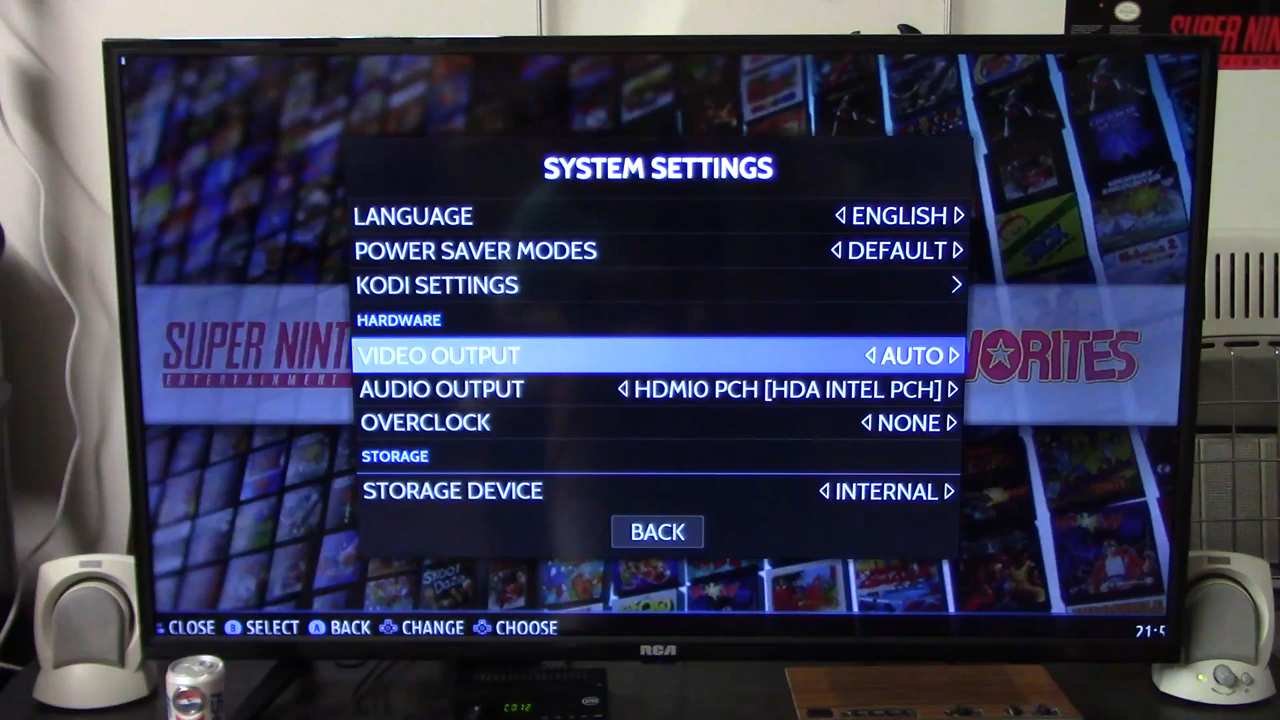 SUPER NIN
SYSTEM SETTINGS
LANGUAGE ENGLISH
POWER SAVER MODES DEFAULT
KODI SETTINGS
HARDWARE
VIDEO OUTPUT AUTO
AUDIO OUTPUT HDMI0 PCH [HDA INTEL PCH]
OVERCLOCK NONE
STORAGE
STORAGE DEVICE INTERNAL
BACK
SUPER NINT
ENTERTAINMENT
VORITES
CLOSE B SELECT A BACK CHANGE CHOOSE
21:5
RCA